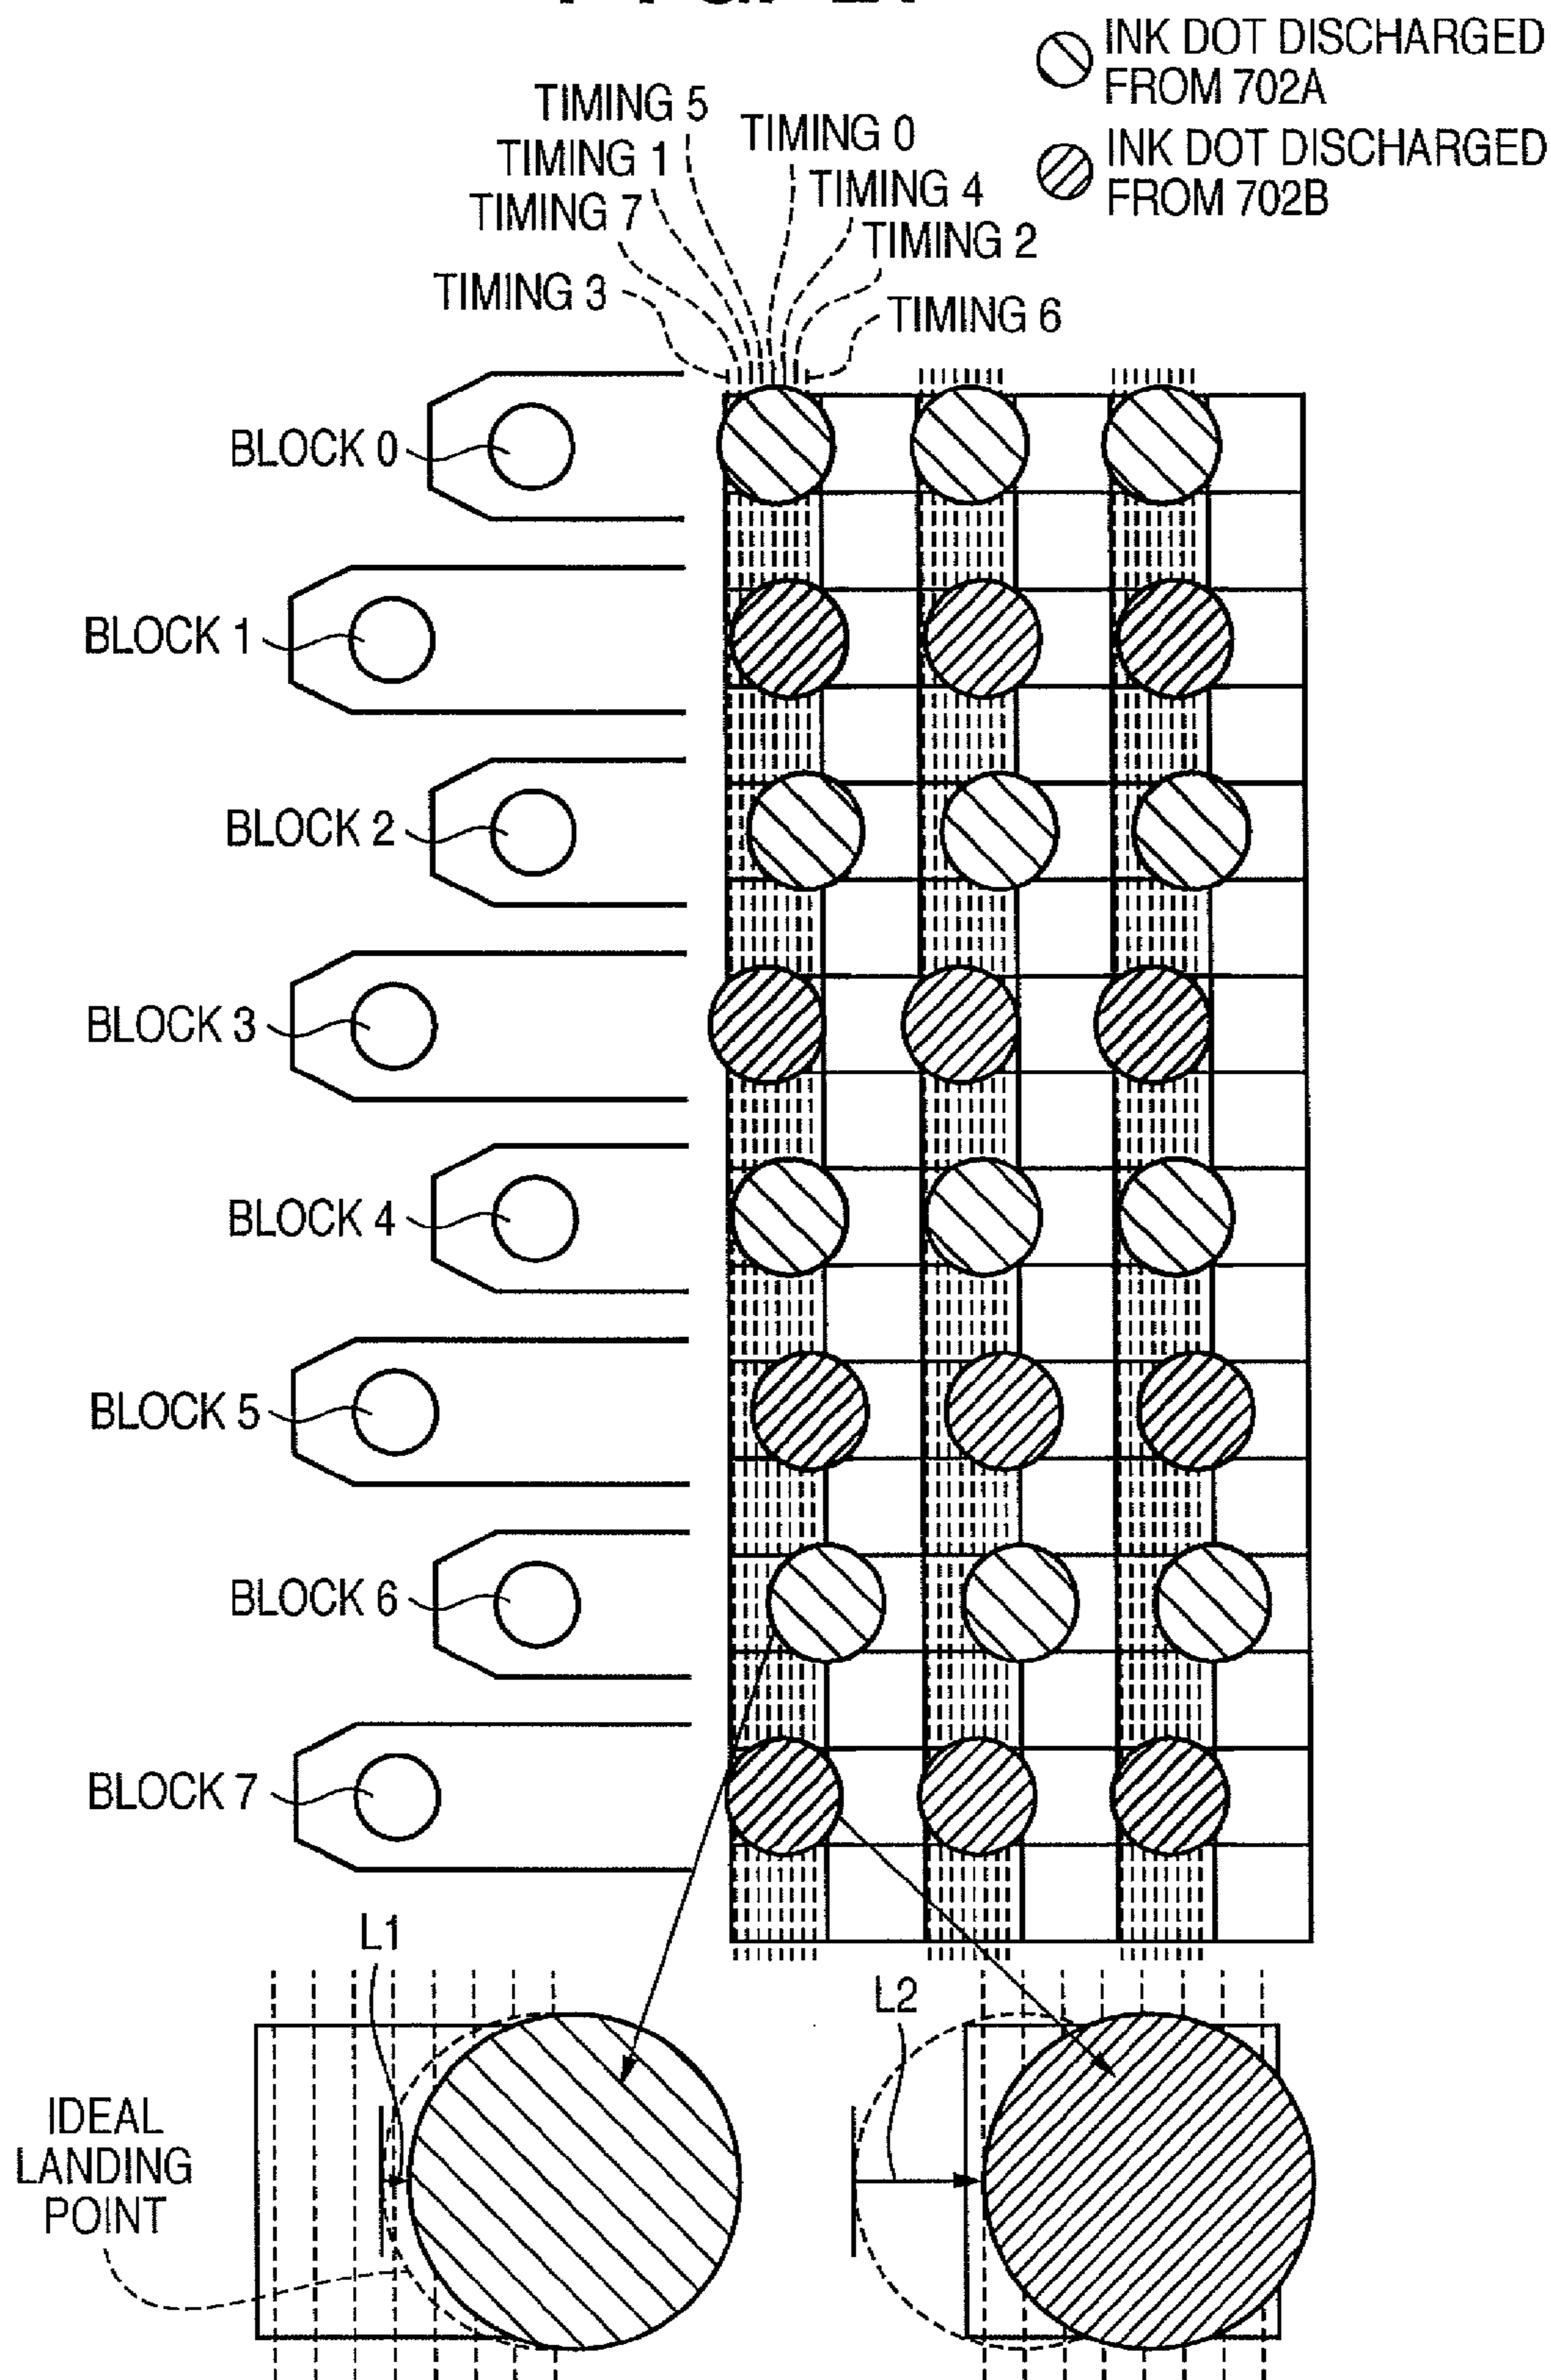 INK DOT DISCHARGED
FROM 702A
INK DOT DISCHARGED
FROM 702B
TIMING 5
TIMING 0
TIMING 1
TIMING 4
TIMING 7
TIMING 2
TIMING 3
TIMING 6
BLOCK 0
BLOCK 1
BLOCK 2
BLOCK 3
BLOCK 4
BLOCK 5
BLOCK 6
BLOCK 7
L1
L2
IDEAL
LANDING
POINT